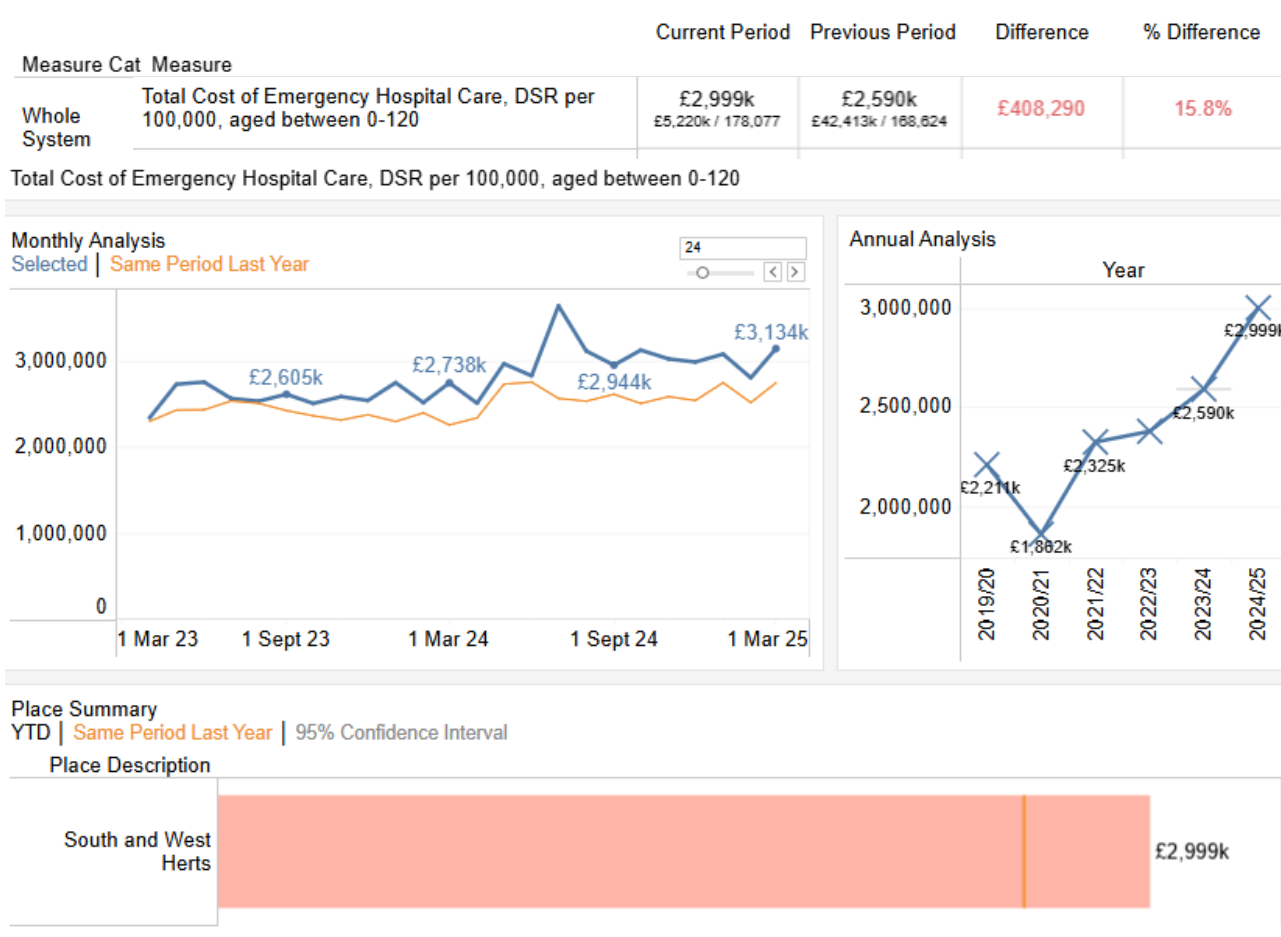 Current Period Previous Period Difference % Difference
Measure Cat Measure
Whole System
Total Cost of Emergency Hospital Care, DSR per
100,000, aged between 0-120
£2,999k
£5,220k / 178,077
£2,590k
£42,413k / 168,624
£408,290
15.8%
Total Cost of Emergency Hospital Care, DSR per 100,000, aged between 0-120
Monthly Analysis
Selected | Same Period Last Year
24
< >
3,000,000
2,000,000
1,000,000
0
£2,605k
£2,738k
£2,944k
£3,134k
1 Mar 23 1 Sept 23 1 Mar 24 1 Sept 24 1 Mar 25
Annual Analysis
Year
3,000,000
2,500,000
2,000,000
£2,211k
£1,862k
£2,325k
£2,590k
£2,999k
2019/20
2020/21
2021/22
2022/23
2023/24
2024/25
Place Summary
YTD | Same Period Last Year | 95% Confidence Interval
Place Description
South and West
Herts
£2,999k